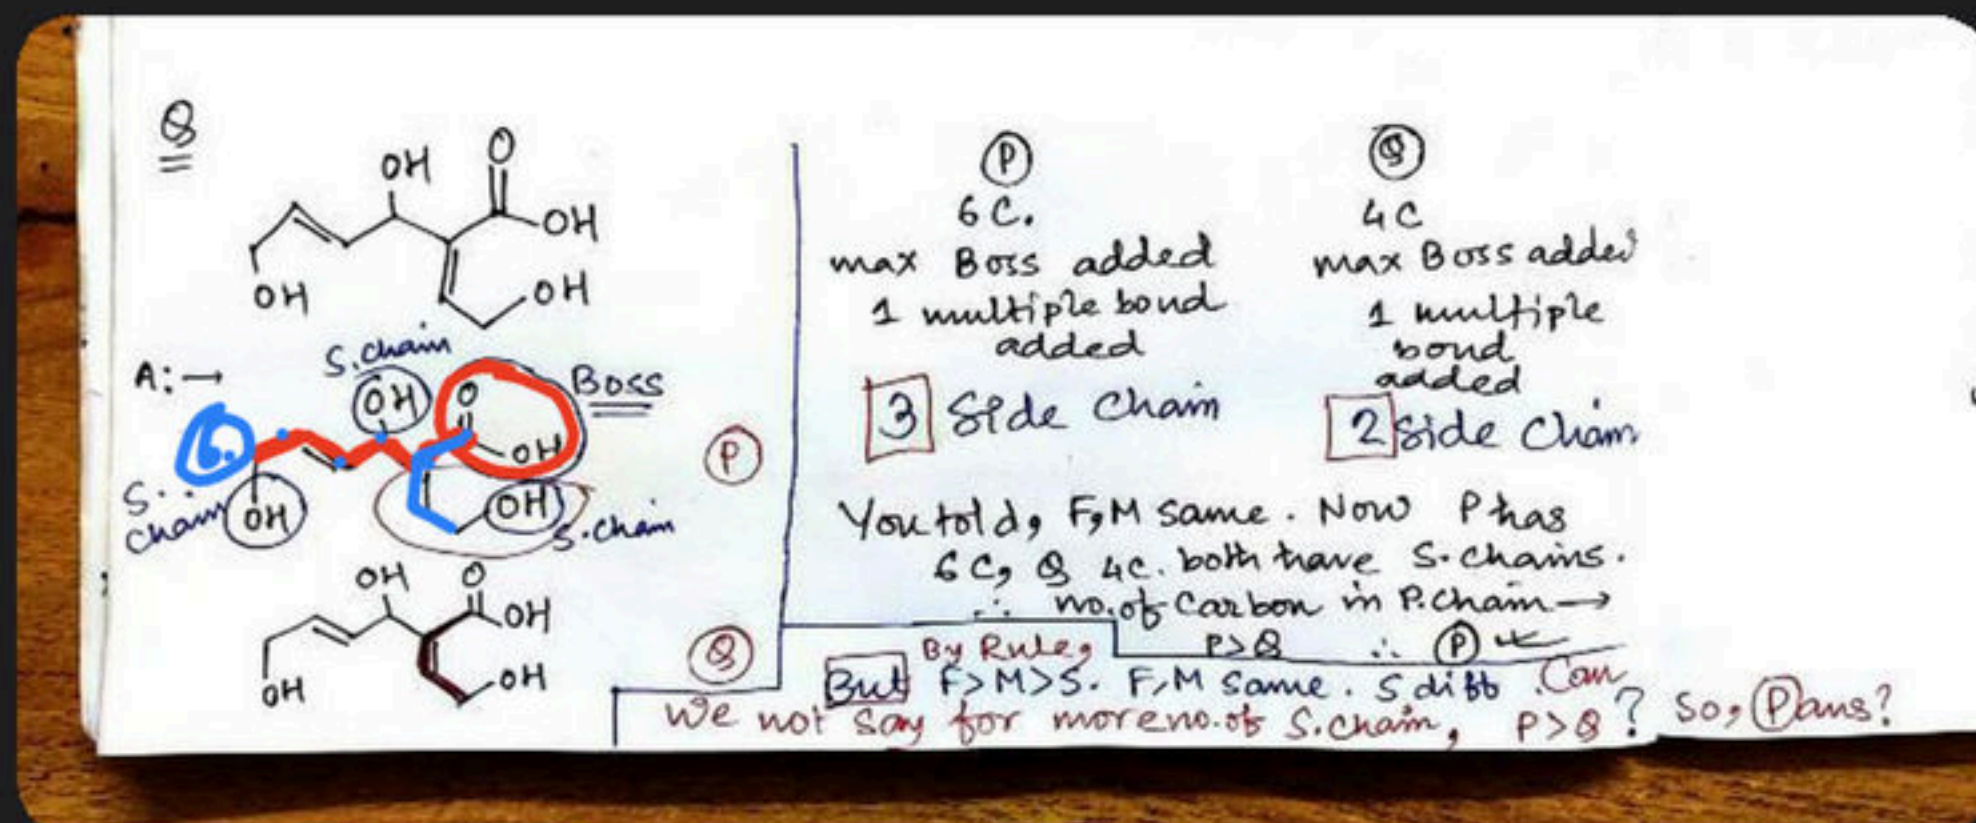 Q
OH
O
OH
OH
OH
A:→
S.chain
OH
O
Boss
OH
6.
S.
chain
OH
OH
S.chain
OH
O
OH
OH
OH
P
Q
P
6 C.
max Boss added
1 multiple bond
added
3 Side Chain
Q
4C
max Boss added
1 multiple
bond
added
2 Side Chain
You told, F,M same. Now P has
6C, Q 4C. both have S.chains.
∴ no. of Carbon in P.Chain→
P>Q ∴ P
By Rule,
But F>M>S. F,M same. S diff. Can
We not say for more no. of S.chain, P>Q? So, P ans?